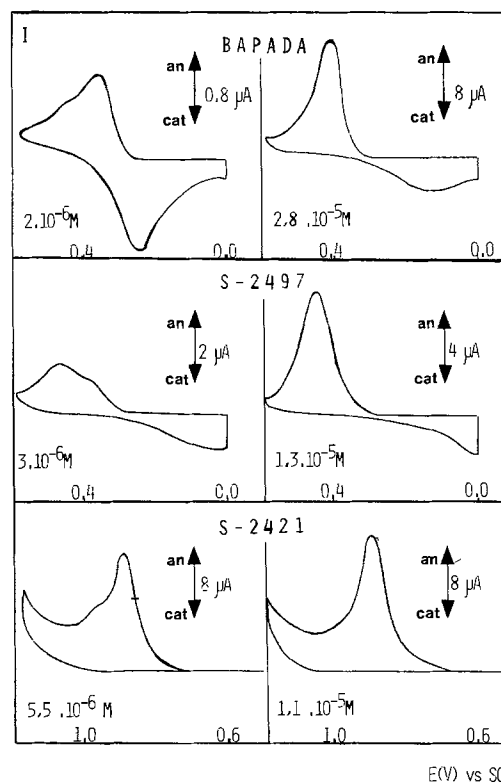 I
BAPADA
an
0.8 µA
cat
2.10⁻⁶M
0.4 0.0
an
8 µA
cat
2,8 .10⁻⁵M
0.4 0.0
S-2497
an
2 µA
cat
3.10⁻⁶M
0.4 0.0
an
4 µA
cat
1,3.10⁻⁵M
0.4 0.0
S-2421
an
8 µA
cat
5,5 .10⁻⁶ M
1.0 0.6
an
8 µA
cat
1,1 .10⁻⁵M
1.0 0.6
E(V) vs